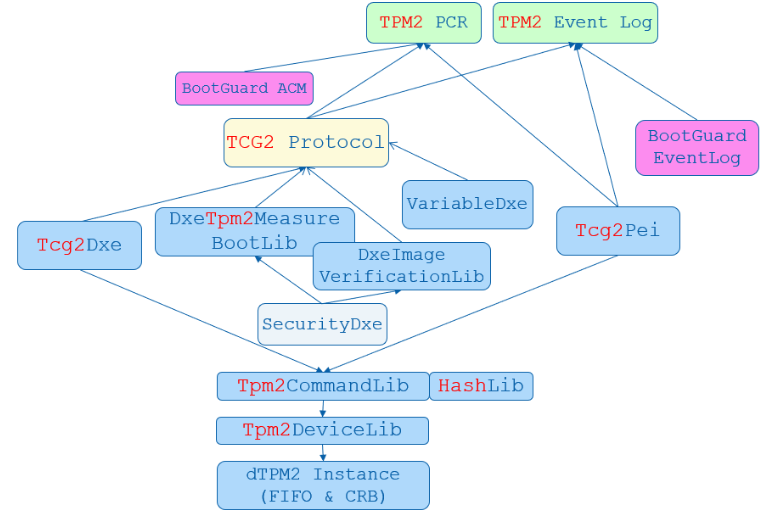 TPM2 PCR
TPM2 Event Log
BootGuard ACM
TCG2 Protocol
BootGuard
EventLog
VariableDxe
DxeTpm2Measure
BootLib
Tcg2Dxe
Tcg2Pei
DxeImage
VerificationLib
SecurityDxe
Tpm2CommandLib
HashLib
Tpm2DeviceLib
dTPM2 Instance
(FIFO & CRB)